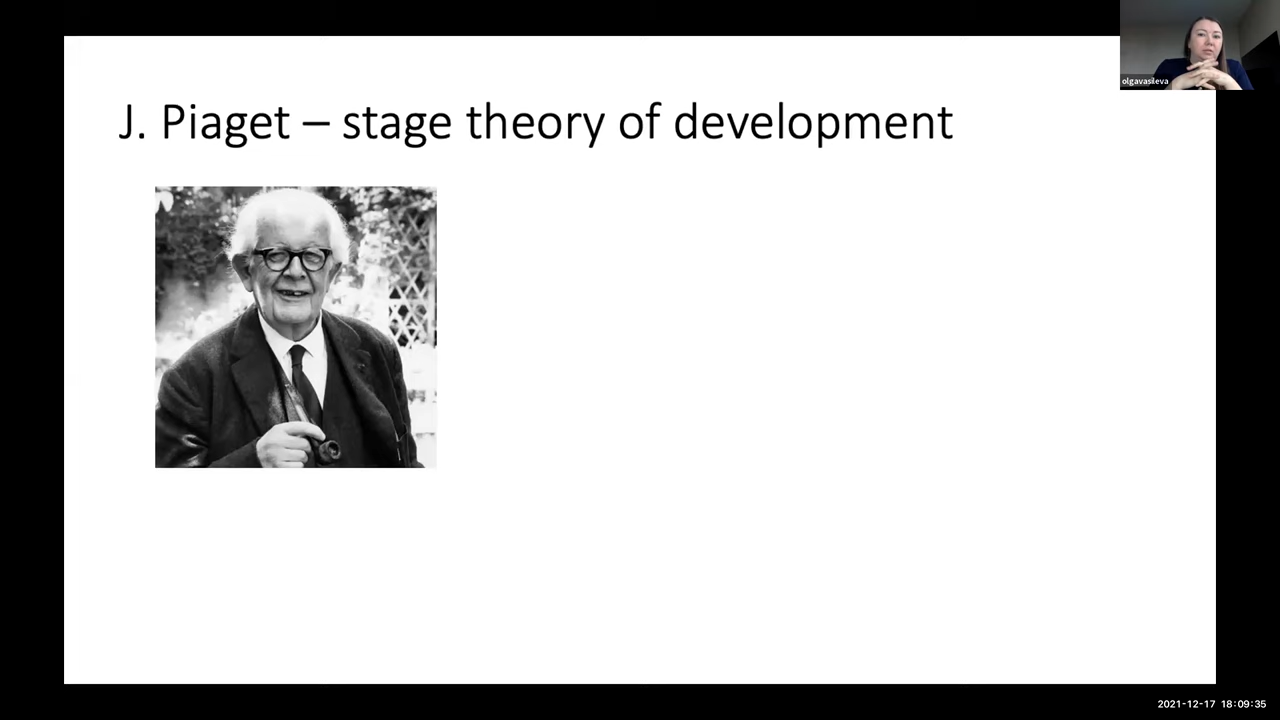 olgavasileva
J. Piaget – stage theory of development
2021-12-17 18:09:35